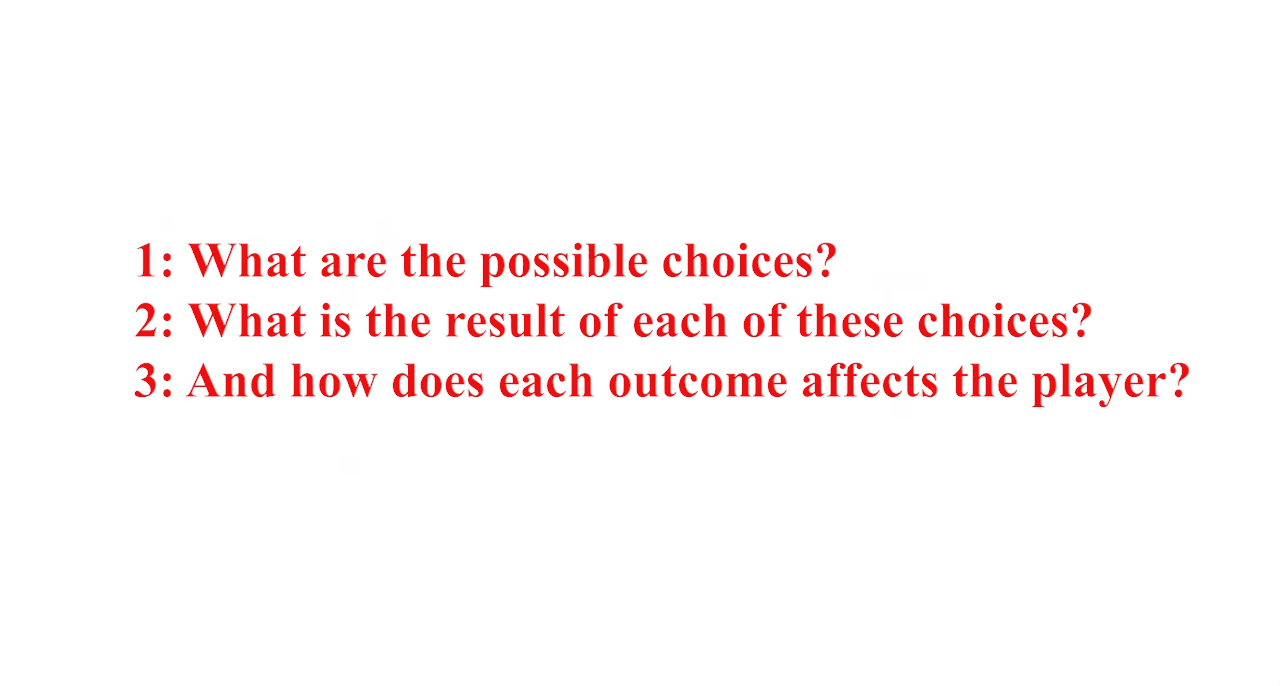 1: What are the possible choices?
2: What is the result of each of these choices?
3: And how does each outcome affects the player?